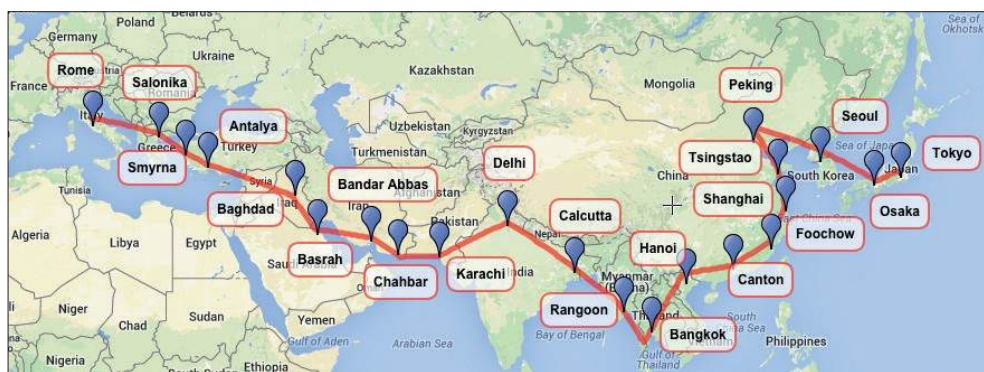 Sea of
Okhotsk
Germany
Ukraine
Rome
Salonika
Kazakhstan
Mongolia
Peking
Seoul
France
Austria
Romania
Italy
Antalya
Uzbekistan
Kyrgyzstan
Sea of Japan
Greece
Turkey
Turkmenistan
Delhi
Tsingstao
Tokyo
Smyrna
China
South Korea
Japan
Tunisia
Syria
Bandar Abbas
Afghanistan
Shanghai
Baghdad
Iraq
Iran
Calcutta
Osaka
Algeria
Libya
Egypt
Pakistan
East China Sea
Nepal
Hanoi
Foochow
Basrah
Saudi Arabia
Chahbar
Karachi
India
Canton
Oman
Myanmar
(Burma)
Niger
Chad
Sudan
Yemen
Rangoon
Thailand
Bangkok
South
China Sea
Vietnam
Philippines
Gulf of Aden
Arabian Sea
Bay of Bengal
Nigeria
Ethiopia
Gulf of
Thailand